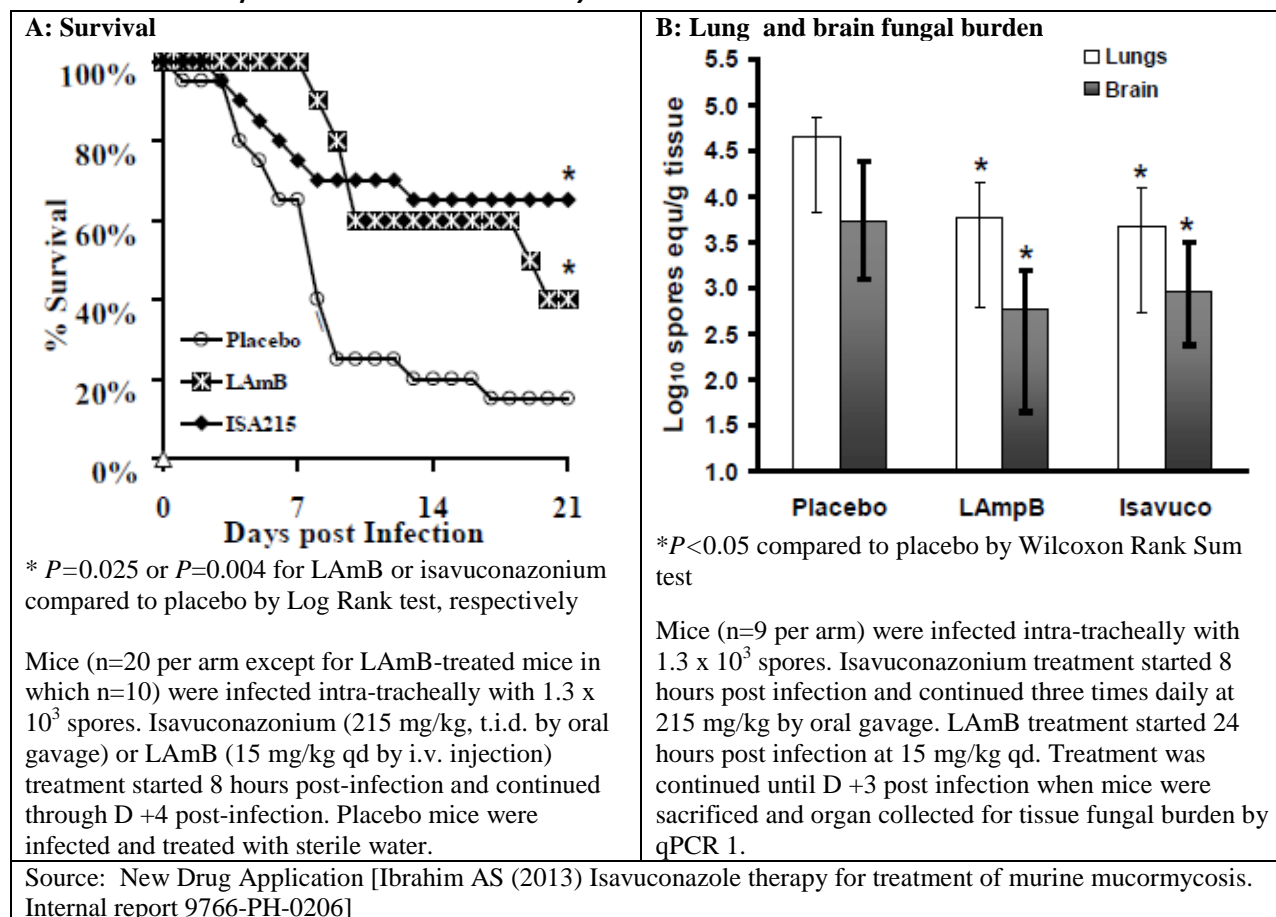 A: Survival
100%
80%
60%
40%
20%
0%
% Survival
*
*
Placebo
LAmB
ISA215
0
7
14
21
Days post Infection
* P=0.025 or P=0.004 for LAmB or isavuconazonium
compared to placebo by Log Rank test, respectively
Mice (n=20 per arm except for LAmB-treated mice in
which n=10) were infected intra-tracheally with 1.3 x
10³ spores. Isavuconazonium (215 mg/kg, t.i.d. by oral
gavage) or LAmB (15 mg/kg qd by i.v. injection)
treatment started 8 hours post-infection and continued
through D +4 post-infection. Placebo mice were
infected and treated with sterile water.
B: Lung  and brain fungal burden
Lungs
Brain
5.5
5.0
4.5
4.0
3.5
3.0
2.5
2.0
1.5
1.0
Log₁₀ spores equ/g tissue
*
*
*
*
Placebo
LAmpB
Isavuco
*P<0.05 compared to placebo by Wilcoxon Rank Sum
test
Mice (n=9 per arm) were infected intra-tracheally with
1.3 x 10³ spores. Isavuconazonium treatment started 8
hours post infection and continued three times daily at
215 mg/kg by oral gavage. LAmB treatment started 24
hours post infection at 15 mg/kg qd. Treatment was
continued until D +3 post infection when mice were
sacrificed and organ collected for tissue fungal burden by
qPCR 1.
Source:  New Drug Application [Ibrahim AS (2013) Isavuconazole therapy for treatment of murine mucormycosis.
Internal report 9766-PH-0206]